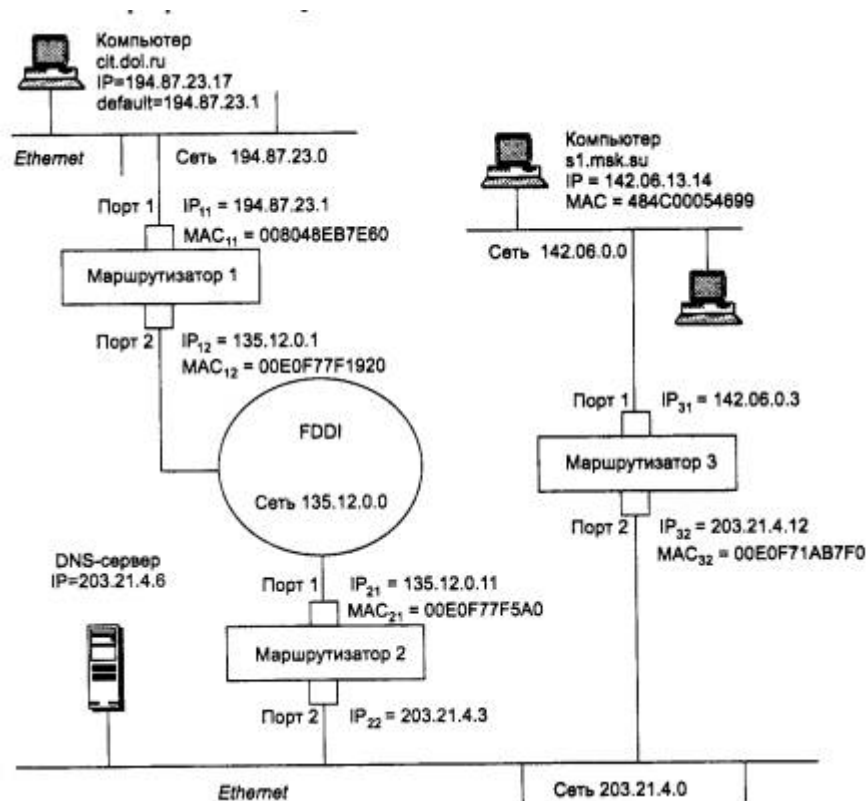 Компьютер
cit.dol.ru
IP=194.87.23.17
default=194.87.23.1
Ethernet
Сеть 194.87.23.0
Порт 1
IP11 = 194.87.23.1
MAC11 = 008048EB7E60
Маршрутизатор 1
Порт 2
IP12 = 135.12.0.1
MAC12 = 00E0F77F1920
FDDI
Сеть 135.12.0.0
DNS-сервер
IP=203.21.4.6
Порт 1
IP21 = 135.12.0.11
MAC21 = 00E0F77F5A0
Маршрутизатор 2
Порт 2
IP22 = 203.21.4.3
Компьютер
s1.msk.su
IP = 142.06.13.14
MAC = 484C00054699
Сеть 142.06.0.0
Порт 1
IP31 = 142.06.0.3
Маршрутизатор 3
Порт 2
IP32 = 203.21.4.12
MAC32 = 00E0F71AB7F0
Ethernet
Сеть 203.21.4.0